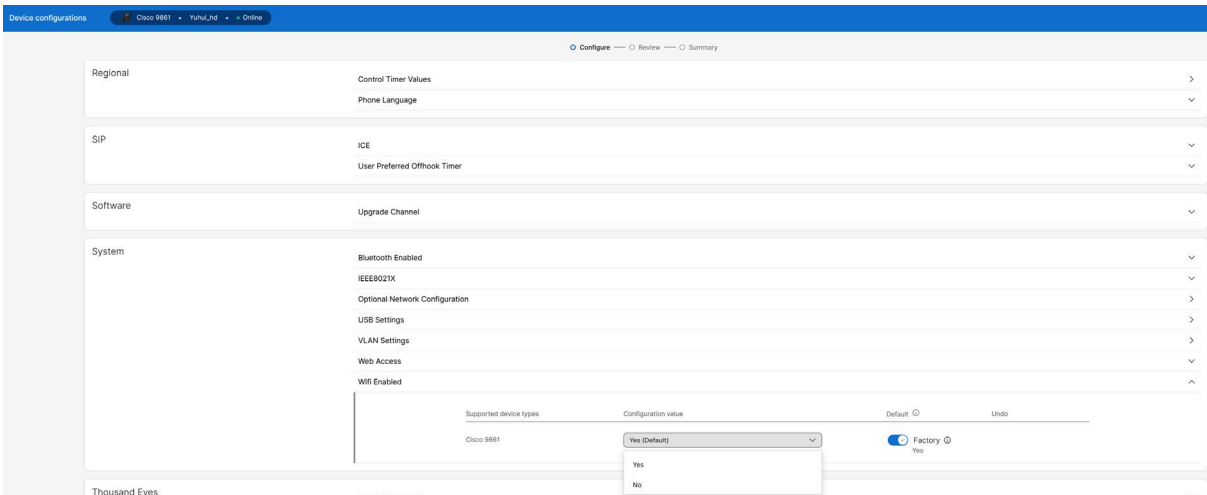 Device configurations
Cisco 9861 • Yuhui_hd • Online
Configure
Review
Summary
Regional
Control Timer Values
Phone Language
SIP
ICE
User Preferred Offhook Timer
Software
Upgrade Channel
System
Bluetooth Enabled
IEEE8021X
Optional Network Configuration
USB Settings
VLAN Settings
Web Access
Wifi Enabled
Supported device types Configuration value Default Undo
Cisco 9861 Yes (Default) Factory
Yes
Yes
No
Thousand Eyes